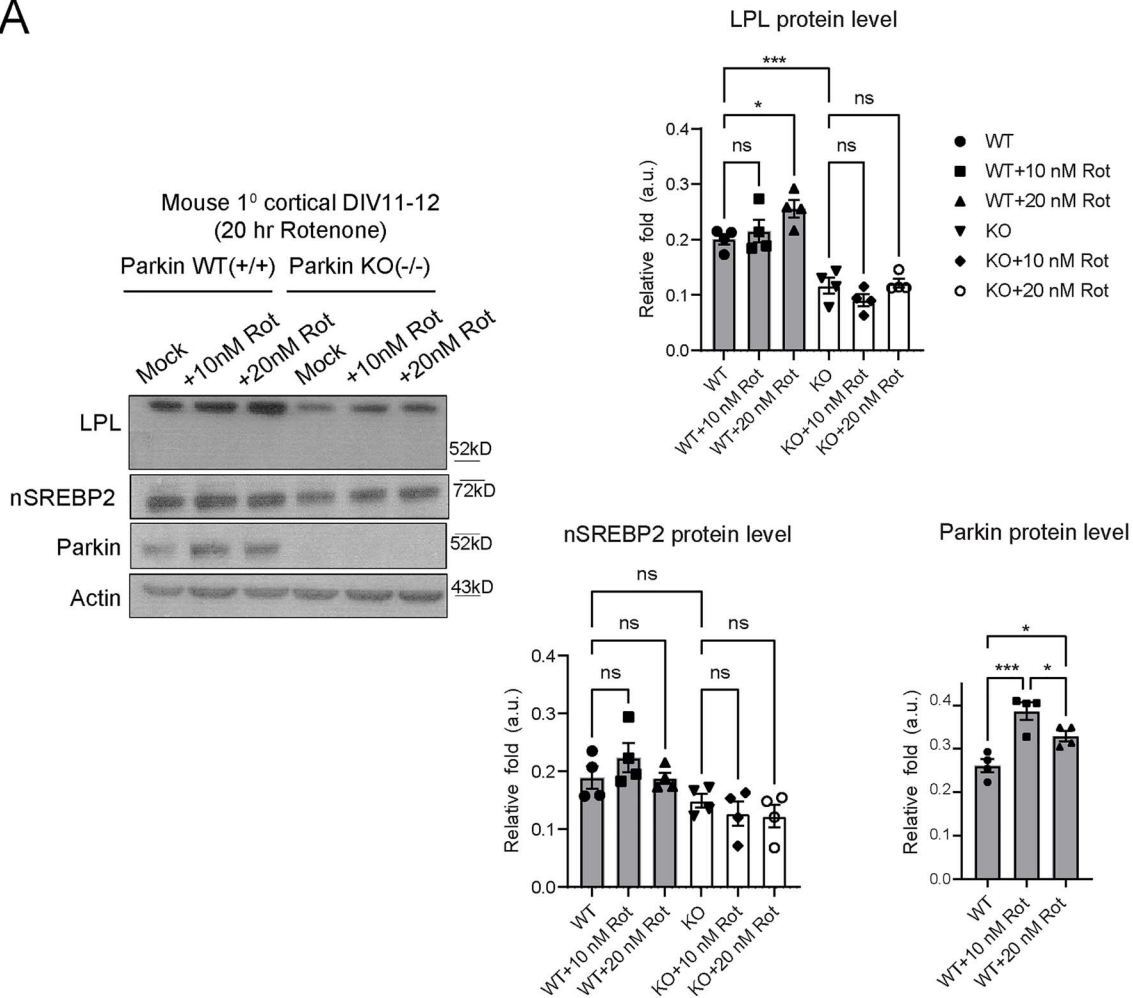 A
Mouse 1⁰ cortical DIV11-12
(20 hr Rotenone)
Parkin WT(+/+) Parkin KO(-/-)
Mock
+10nM Rot
+20nM Rot
Mock
+10nM Rot
+20nM Rot
LPL
52kD
nSREBP2
72kD
Parkin
52kD
Actin
43kD
LPL protein level
***
*
ns
ns
ns
Relative fold (a.u.)
0.4
0.3
0.2
0.1
0.0
WT
WT+10 nM Rot
WT+20 nM Rot
KO
KO+10 nM Rot
KO+20 nM Rot
WT
WT+10 nM Rot
WT+20 nM Rot
KO
KO+10 nM Rot
KO+20 nM Rot
nSREBP2 protein level
ns
ns
ns
ns
ns
Relative fold (a.u.)
0.4
0.3
0.2
0.1
0.0
WT
WT+10 nM Rot
WT+20 nM Rot
KO
KO+10 nM Rot
KO+20 nM Rot
Parkin protein level
*
***
*
Relative fold (a.u.)
0.4
0.3
0.2
0.1
0.0
WT
WT+10 nM Rot
WT+20 nM Rot